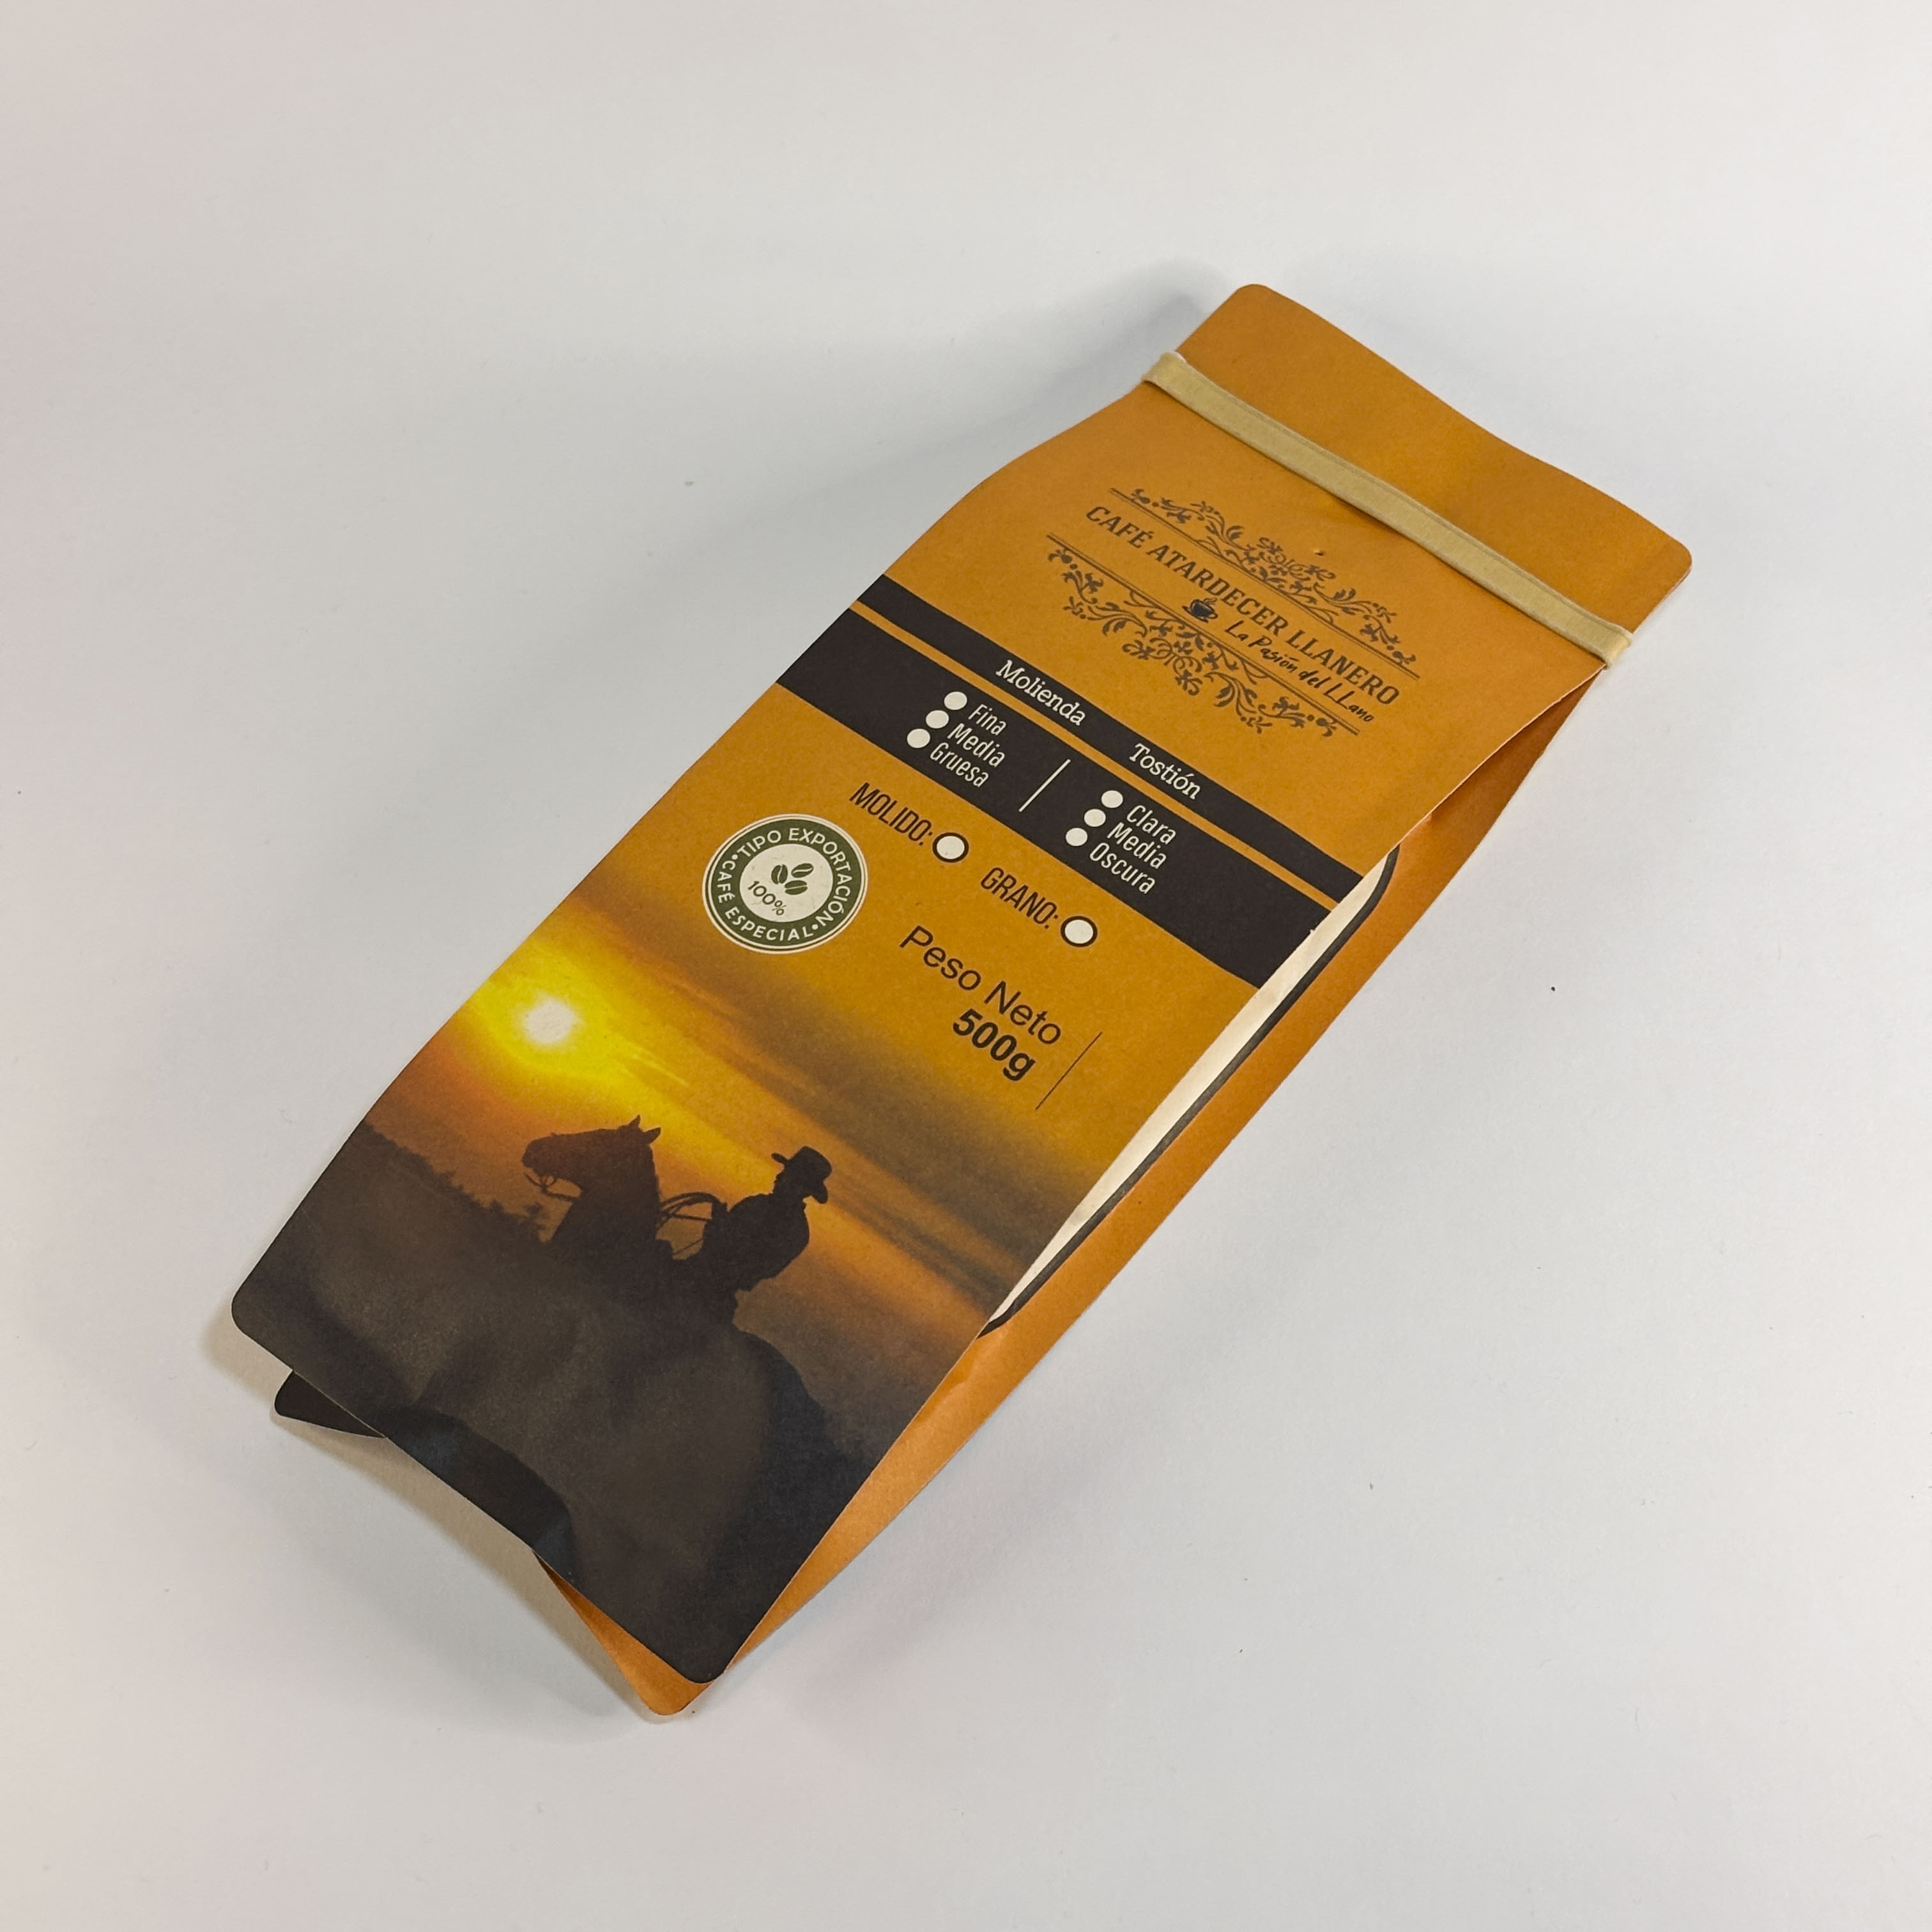 CAFÉ ATARDECER LLANERO
La Pasión del LLano
Molienda
Fina
Media
Gruesa
Tostión
Clara
Media
Oscura
MOLIDO:
GRANO:
•TIPO EXPORTACIÓN•
100%
CAFÉ ESPECIAL
Peso Neto
500g